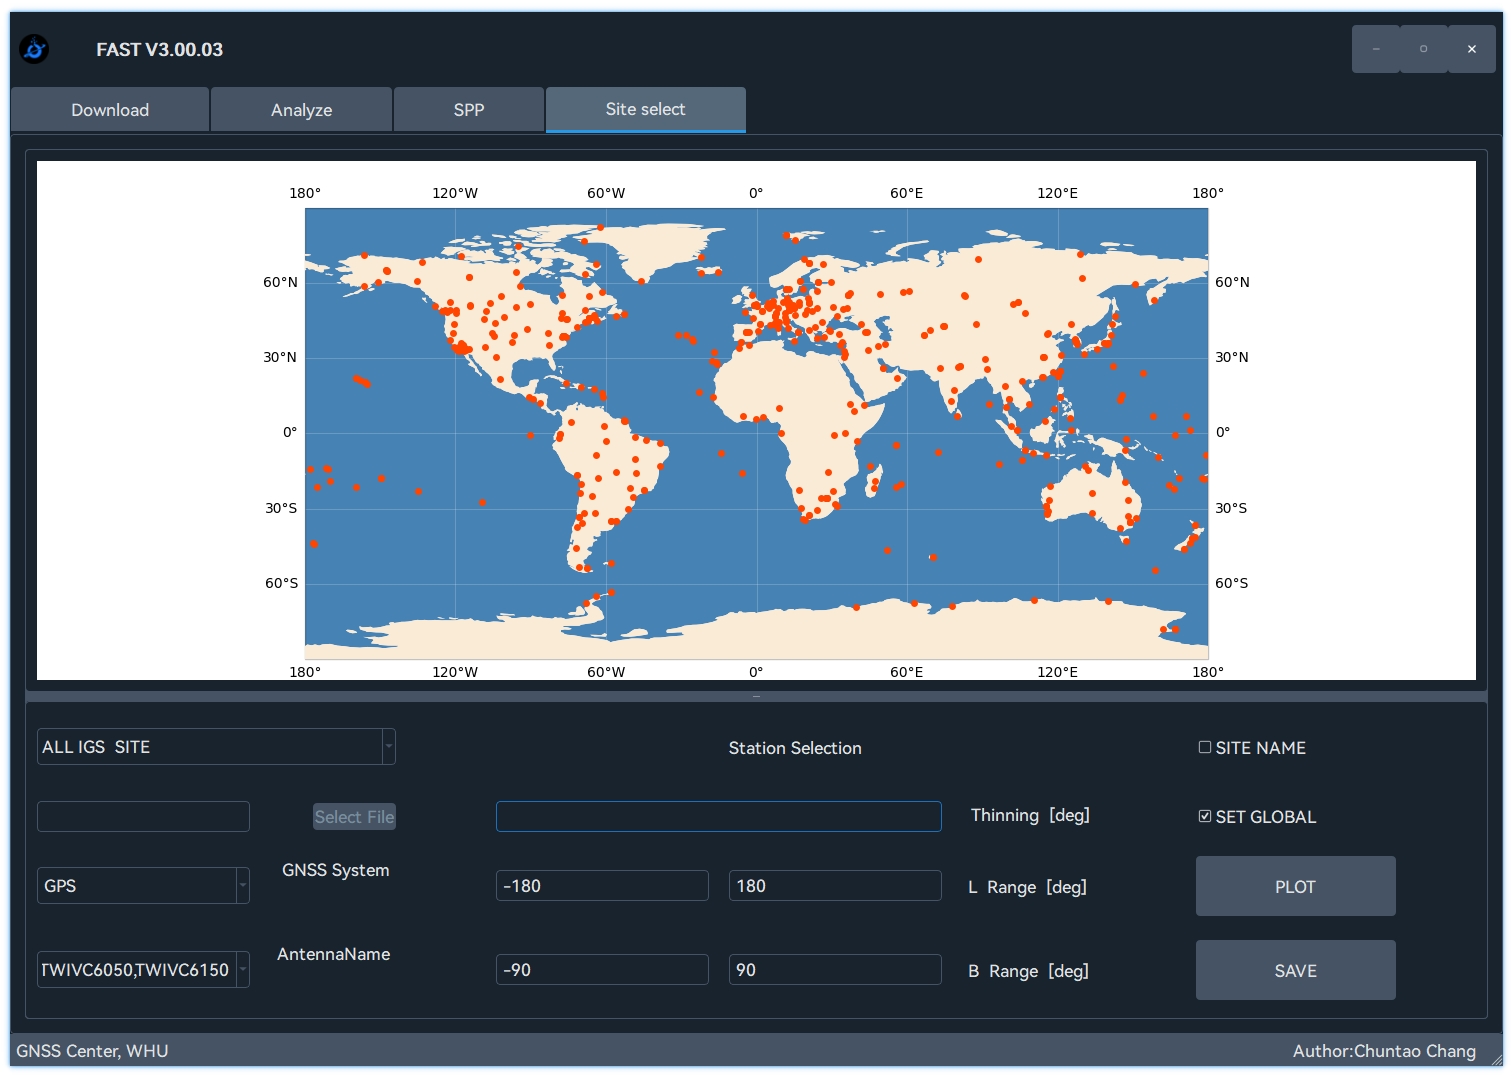 FAST V3.00.03
Download
Analyze
SPP
Site select
180° 120°W 60°W 0° 60°E 120°E 180°
60°N 60°N
30°N 30°N
0° 0°
30°S 30°S
60°S 60°S
180° 120°W 60°W 0° 60°E 120°E 180°
ALL IGS SITE
Station Selection
SITE NAME
Select File
Thinning [deg]
SET GLOBAL
GPS
GNSS System
-180
180
L Range [deg]
PLOT
TWIVC6050,TWIVC6150
AntennaName
-90
90
B Range [deg]
SAVE
GNSS Center, WHU
Author:Chuntao Chang